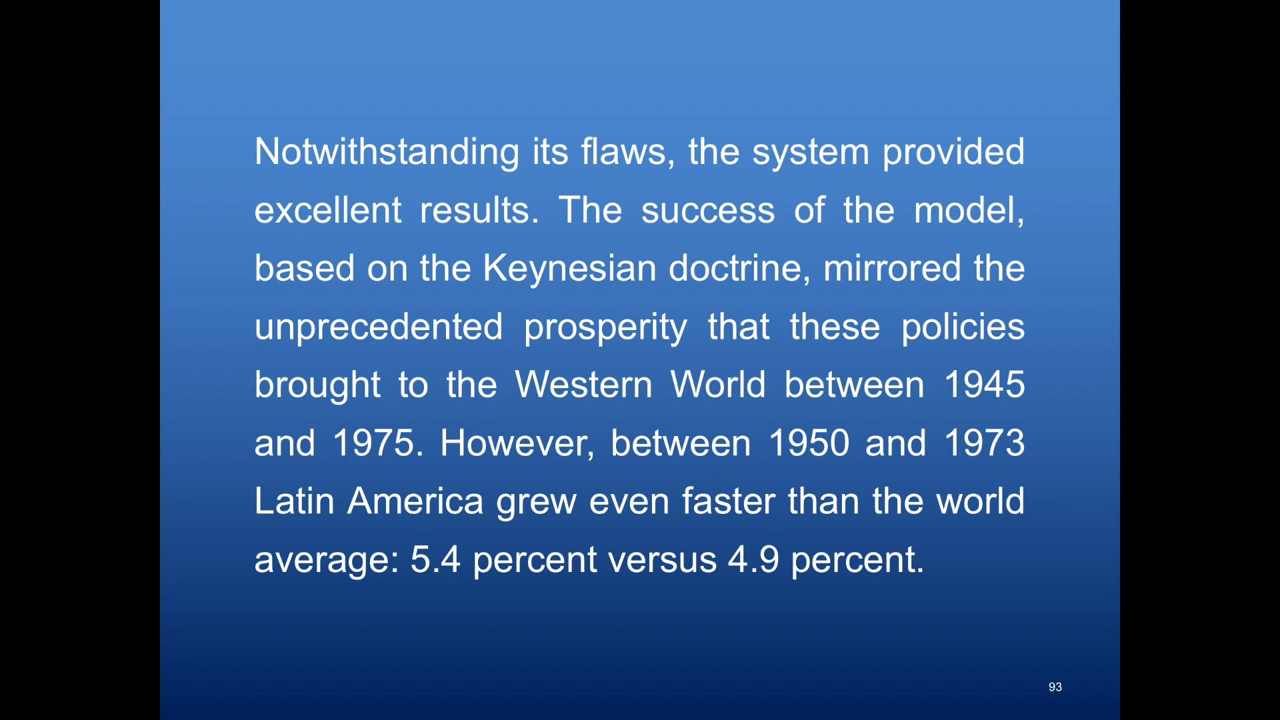 Notwithstanding its flaws, the system provided
excellent results. The success of the model,
based on the Keynesian doctrine, mirrored the
unprecedented prosperity that these policies
brought to the Western World between 1945
and 1975. However, between 1950 and 1973
Latin America grew even faster than the world
average: 5.4 percent versus 4.9 percent.
93